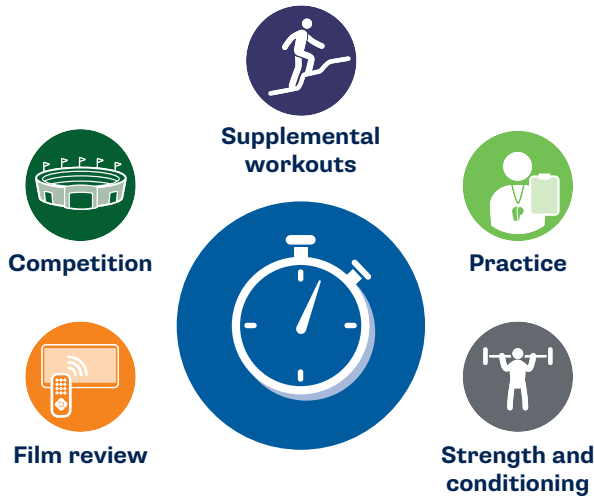 Supplemental
workouts
Competition
Practice
Film review
Strength and
conditioning